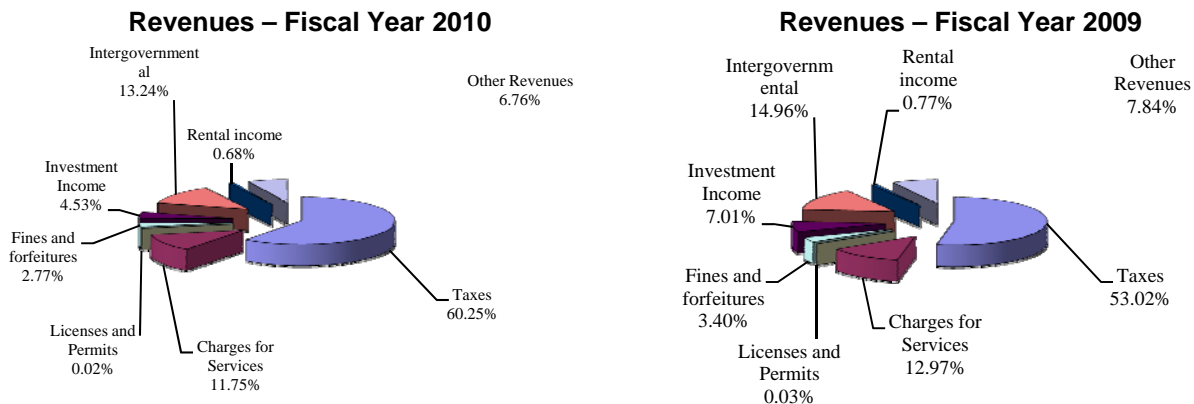 Revenues – Fiscal Year 2010
Intergovernment
al
13.24%
Other Revenues
6.76%
Rental income
0.68%
Investment
Income
4.53%
Fines and
forfeitures
2.77%
Taxes
60.25%
Licenses and
Permits
0.02%
Charges for
Services
11.75%
Revenues – Fiscal Year 2009
Intergovernm
ental
14.96%
Rental
income
0.77%
Other
Revenues
7.84%
Investment
Income
7.01%
Fines and
forfeitures
3.40%
Taxes
53.02%
Charges for
Services
12.97%
Licenses and
Permits
0.03%